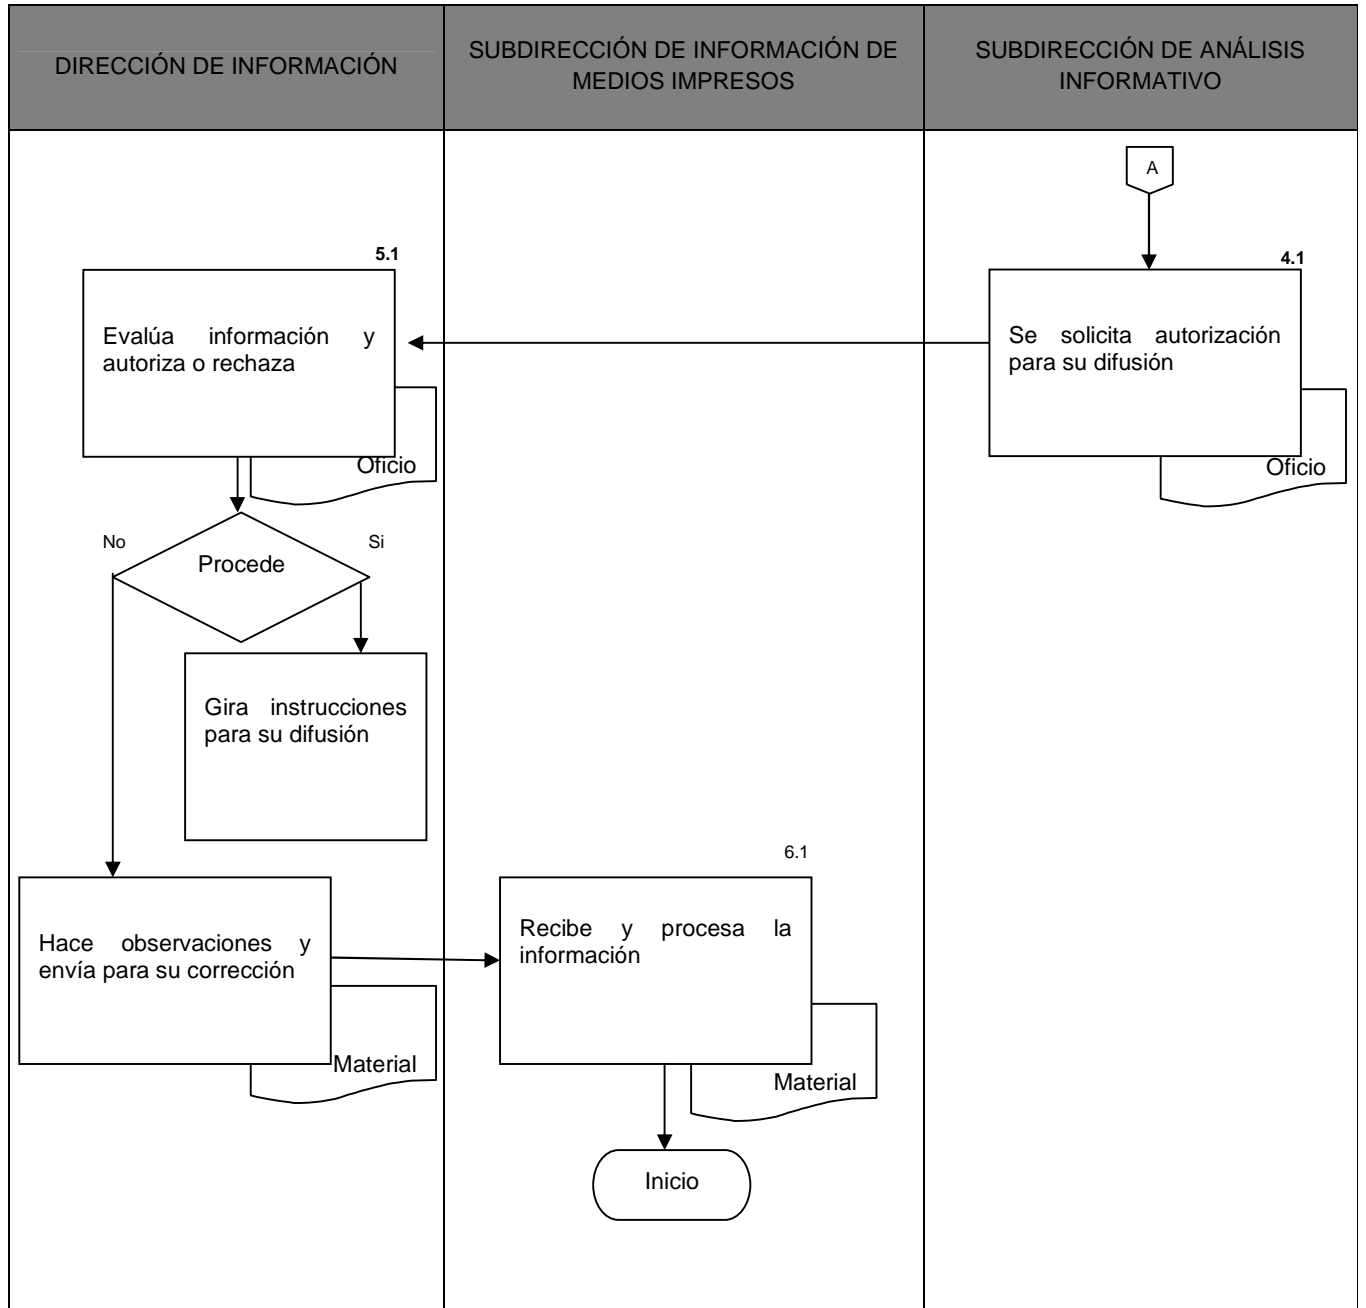 DIRECCIÓN DE INFORMACIÓN
SUBDIRECCIÓN DE INFORMACIÓN DE
MEDIOS IMPRESOS
SUBDIRECCIÓN DE ANÁLISIS
INFORMATIVO
A
4.1
Se solicita autorización
para su difusión
Oficio
5.1
Evalúa información y
autoriza o rechaza
Oficio
No
Si
Procede
Gira instrucciones
para su difusión
Hace observaciones y
envía para su corrección
Material
6.1
Recibe y procesa la
información
Material
Inicio